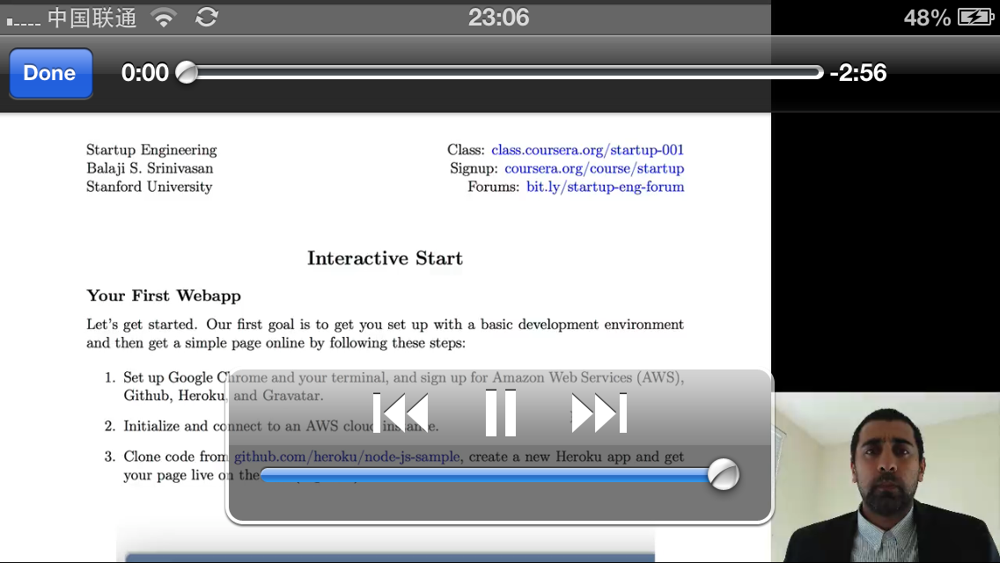 中国联通
23:06
48%
Done
0:00
-2:56
Startup Engineering
Balaji S. Srinivasan
Stanford University
Class: class.coursera.org/startup-001
Signup: coursera.org/course/startup
Forums: bit.ly/startup-eng-forum
Interactive Start
Your First Webapp
Let's get started. Our first goal is to get you set up with a basic development environment
and then get a simple page online by following these steps:
1. Set up Google Chrome and your terminal, and sign up for Amazon Web Services (AWS),
Github, Heroku, and Gravatar.
2. Initialize and connect to an AWS cloud instance.
3. Clone code from github.com/heroku/node-js-sample, create a new Heroku app and get
your page live on the